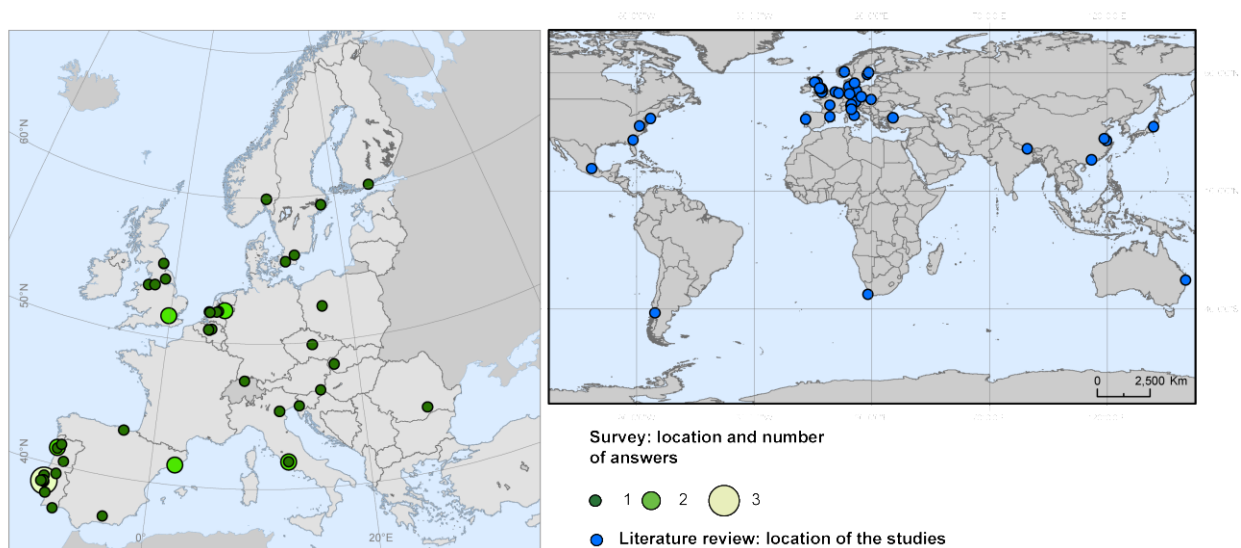 60°N
50°N
40°N
0°
20°E
0 2,500 Km
Survey: location and number
of answers
1 2 3
Literature review: location of the studies